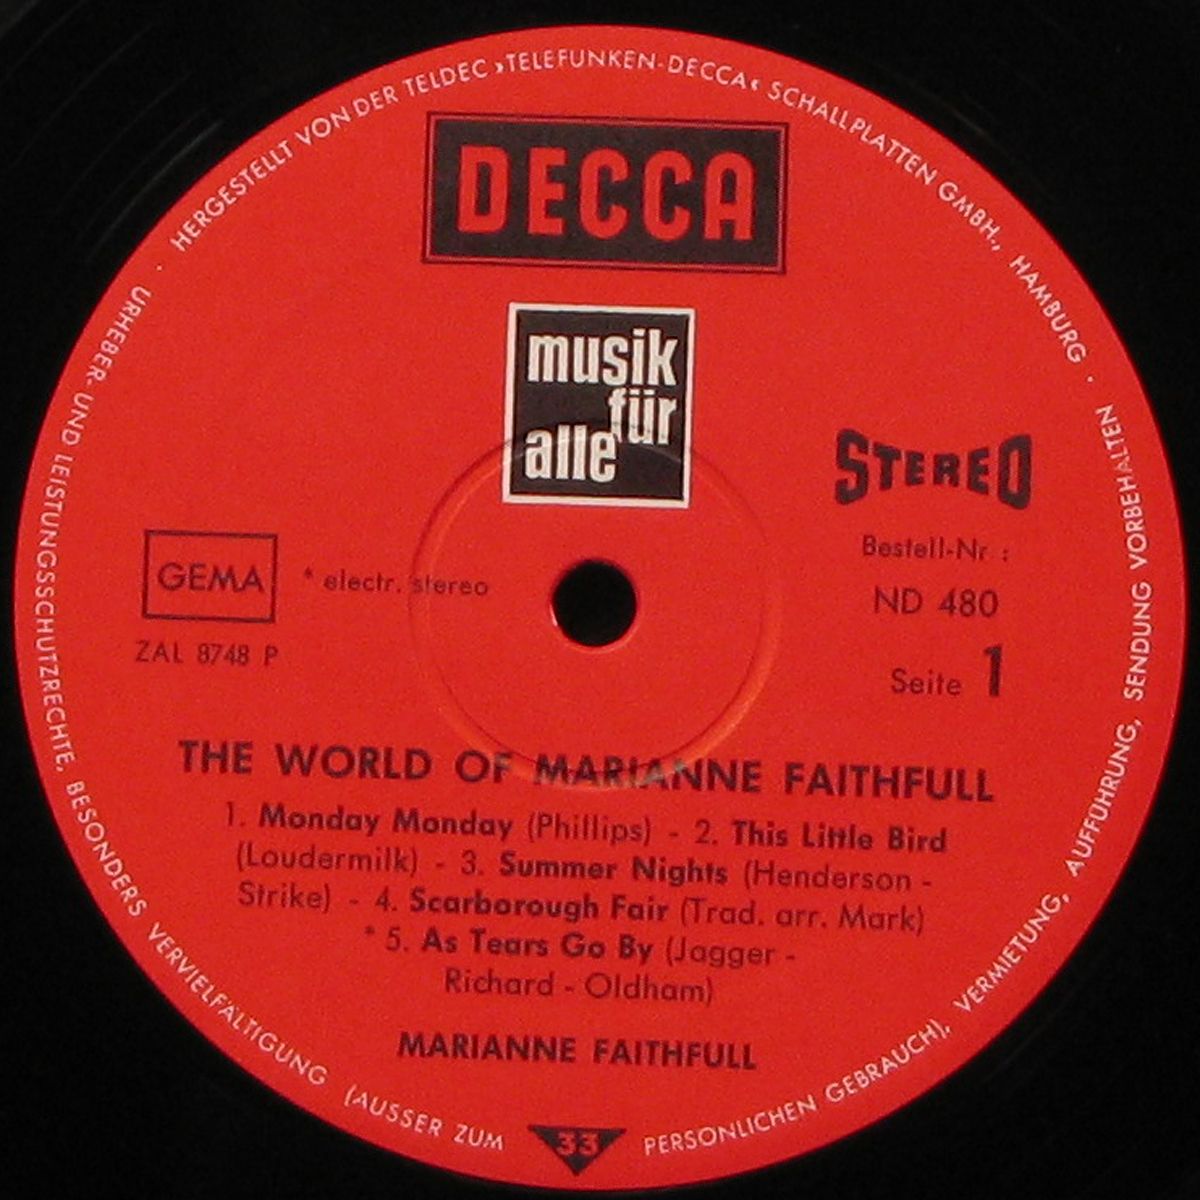 HERGESTELLT VON DER TELDEC »TELEFUNKEN-DECCA« SCHALLPLATTEN GMBH., HAMBURG ·
DECCA
musik
für
alle
STEREO
Bestell-Nr.:
ND 480
Seite 1
GEMA
* electr. stereo
ZAL 8748 P
THE WORLD OF MARIANNE FAITHFULL
1. Monday Monday (Phillips) - 2. This Little Bird
(Loudermilk) - 3. Summer Nights (Henderson -
Strike) - 4. Scarborough Fair (Trad. arr. Mark)
* 5. As Tears Go By (Jagger -
Richard - Oldham)
MARIANNE FAITHFULL
33
URHEBER- UND LEISTUNGSSCHUTZRECHTE, BESONDERS VERVIELFÄLTIGUNG (AUSSER ZUM PERSÖNLICHEN GEBRAUCH), VERMIETUNG, AUFFÜHRUNG, SENDUNG VORBEHALTEN ·